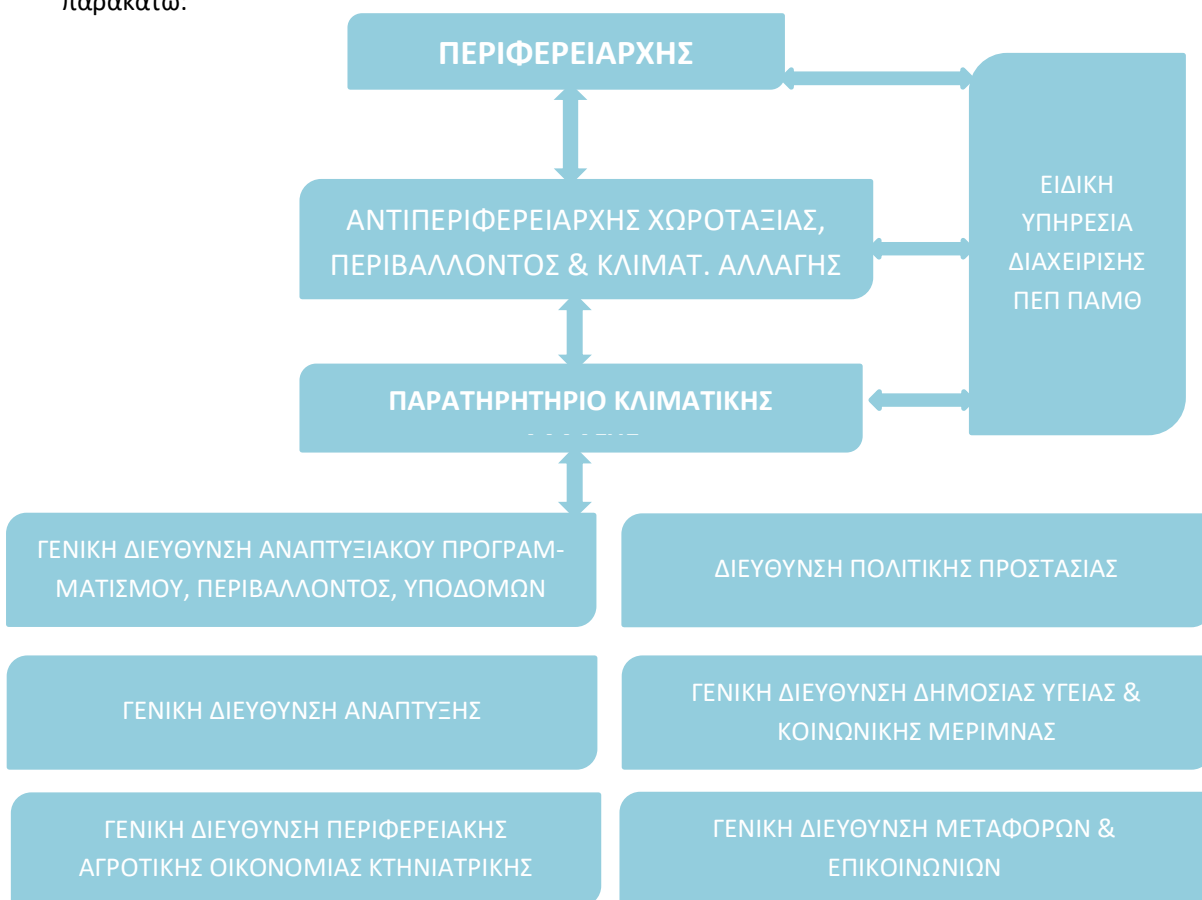 παρακάτω:
ΠΕΡΙΦΕΡΕΙΑΡΧΗΣ
ΑΝΤΙΠΕΡΙΦΕΡΕΙΑΡΧΗΣ ΧΩΡΟΤΑΞΙΑΣ,
ΠΕΡΙΒΑΛΛΟΝΤΟΣ & ΚΛΙΜΑΤ. ΑΛΛΑΓΗΣ
ΕΙΔΙΚΗ
ΥΠΗΡΕΣΙΑ
ΔΙΑΧΕΙΡΙΣΗΣ
ΠΕΠ ΠΑΜΘ
ΠΑΡΑΤΗΡΗΤΗΡΙΟ ΚΛΙΜΑΤΙΚΗΣ
ΓΕΝΙΚΗ ΔΙΕΥΘΥΝΣΗ ΑΝΑΠΤΥΞΙΑΚΟΥ ΠΡΟΓΡΑΜ-
ΜΑΤΙΣΜΟΥ, ΠΕΡΙΒΑΛΛΟΝΤΟΣ, ΥΠΟΔΟΜΩΝ
ΔΙΕΥΘΥΝΣΗ ΠΟΛΙΤΙΚΗΣ ΠΡΟΣΤΑΣΙΑΣ
ΓΕΝΙΚΗ ΔΙΕΥΘΥΝΣΗ ΑΝΑΠΤΥΞΗΣ
ΓΕΝΙΚΗ ΔΙΕΥΘΥΝΣΗ ΔΗΜΟΣΙΑΣ ΥΓΕΙΑΣ &
ΚΟΙΝΩΝΙΚΗΣ ΜΕΡΙΜΝΑΣ
ΓΕΝΙΚΗ ΔΙΕΥΘΥΝΣΗ ΠΕΡΙΦΕΡΕΙΑΚΗΣ
ΑΓΡΟΤΙΚΗΣ ΟΙΚΟΝΟΜΙΑΣ ΚΤΗΝΙΑΤΡΙΚΗΣ
ΓΕΝΙΚΗ ΔΙΕΥΘΥΝΣΗ ΜΕΤΑΦΟΡΩΝ &
ΕΠΙΚΟΙΝΩΝΙΩΝ